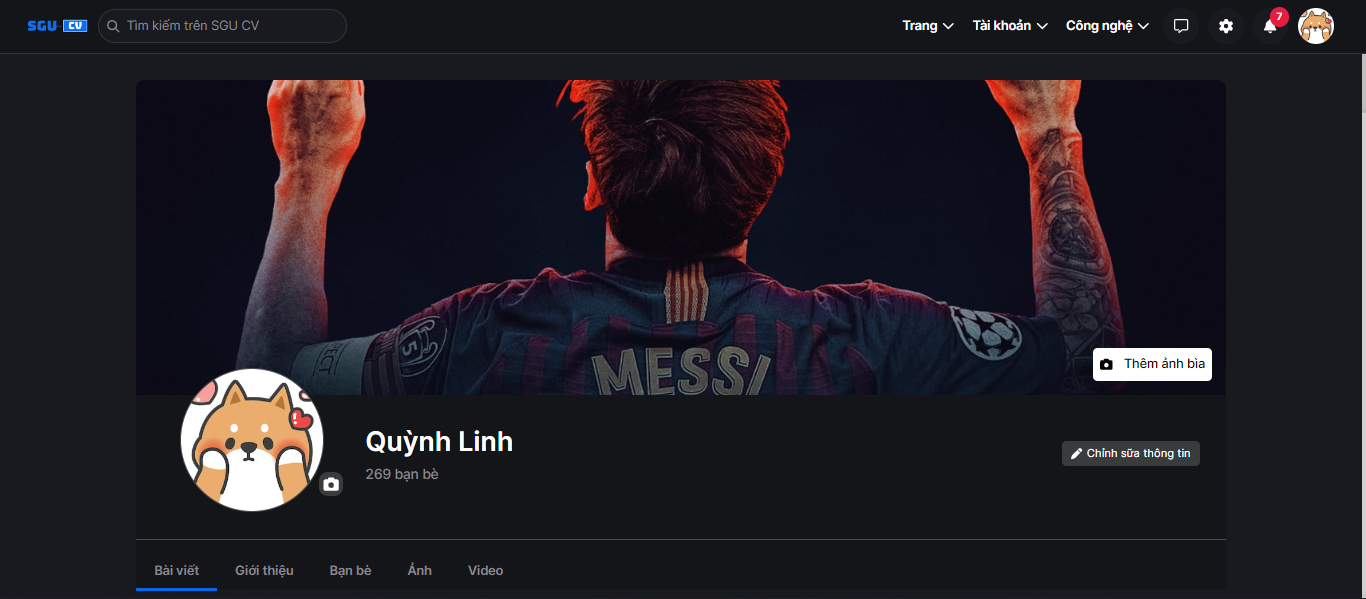 SGU CV
Tìm kiếm trên SGU CV
Trang
Tài khoản
Công nghệ
7
MESSI
Thêm ảnh bìa
Quỳnh Linh
269 bạn bè
Chỉnh sửa thông tin
Bài viết
Giới thiệu
Bạn bè
Ảnh
Video